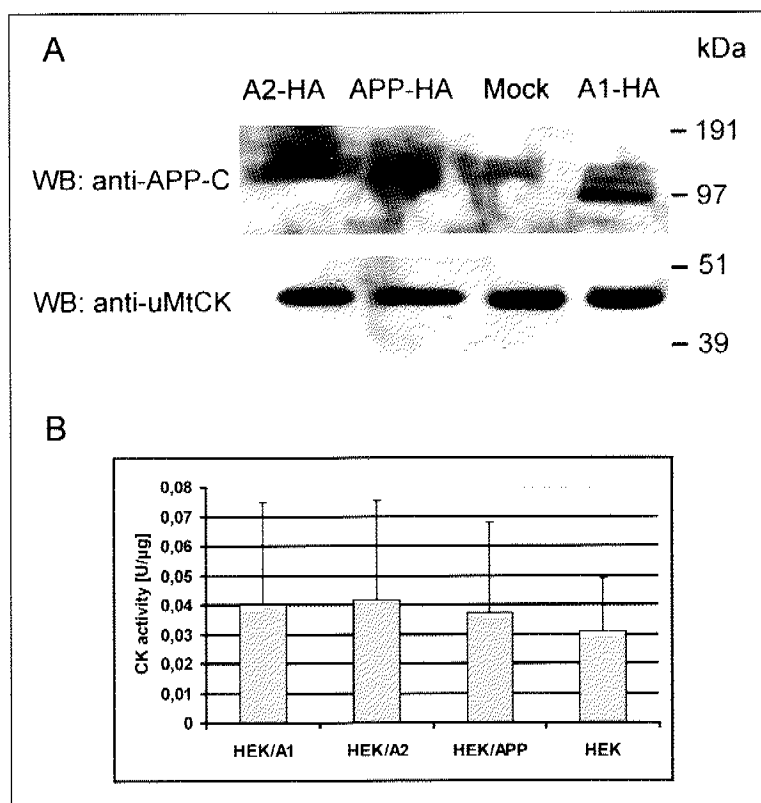 A
kDa
A2-HA APP-HA Mock A1-HA
191
WB: anti-APP-C
97
51
WB: anti-uMtCK
39
B
0,08
0,07
0,06
0,05
0,04
0,03
0,02
0,01
0
CK activity [U/µg]
HEK/A1 HEK/A2 HEK/APP HEK